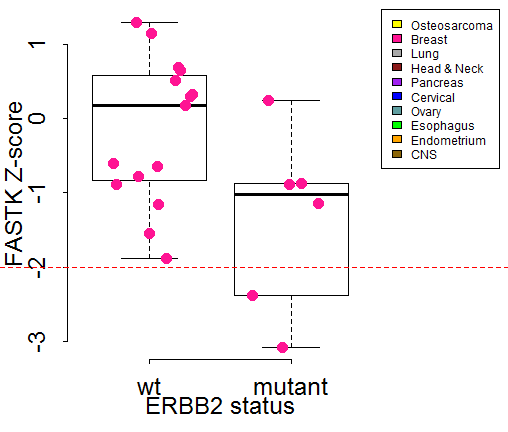 FASTK Z-score
1
0
-1
-2
-3
wt mutant
ERBB2 status
Osteosarcoma
Breast
Lung
Head & Neck
Pancreas
Cervical
Ovary
Esophagus
Endometrium
CNS